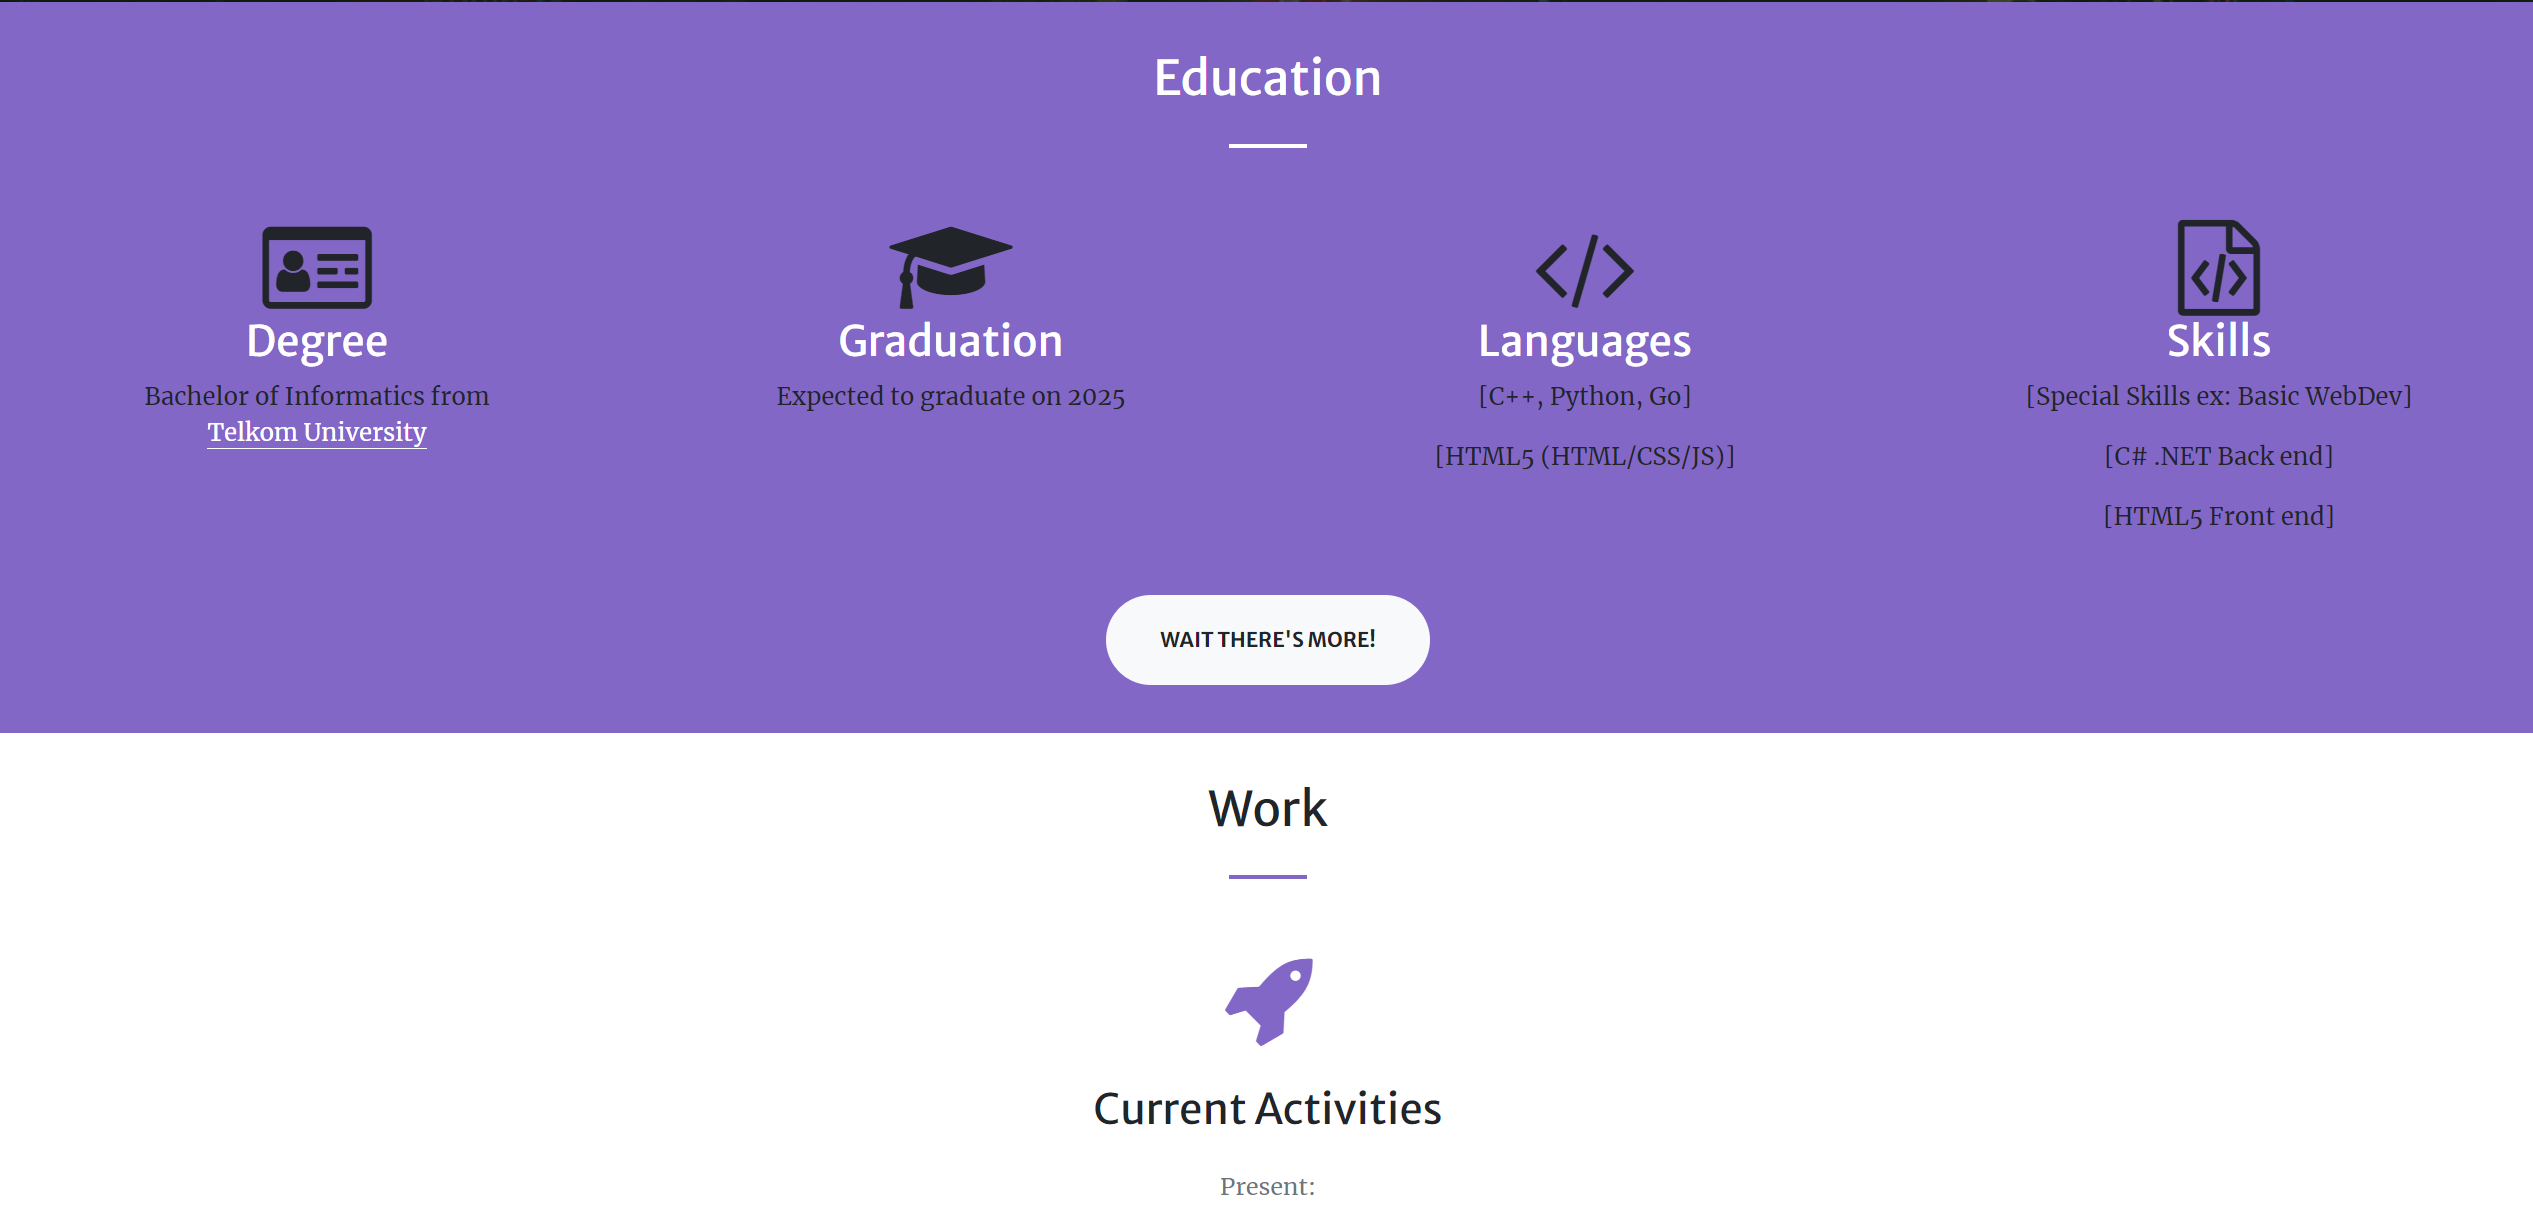 Education
Degree
Bachelor of Informatics from
Telkom University
Graduation
Expected to graduate on 2025
Languages
[C++, Python, Go]
[HTML5 (HTML/CSS/JS)]
Skills
[Special Skills ex: Basic WebDev]
[C# .NET Back end]
[HTML5 Front end]
WAIT THERE'S MORE!
Work
Current Activities
Present: